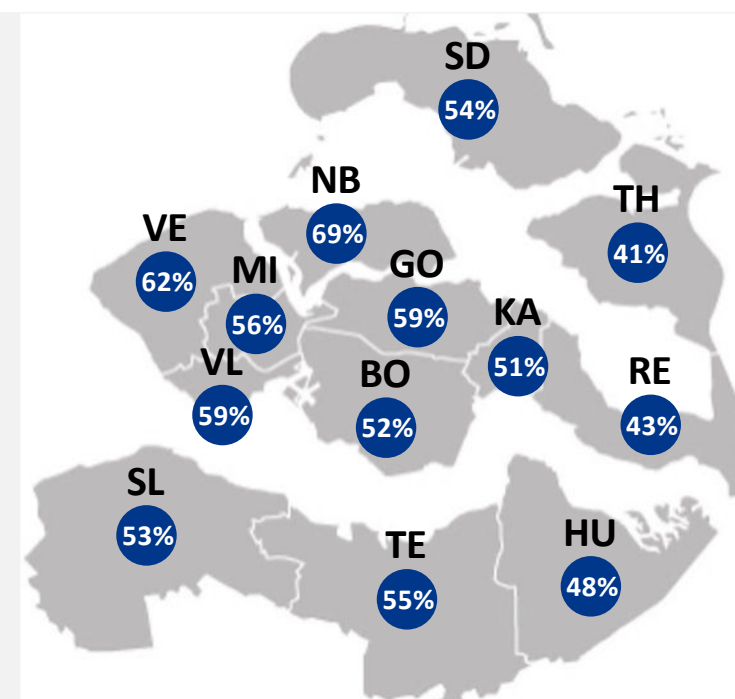 SD
54%
NB
69%
TH
41%
VE
62%
MI
56%
GO
59%
KA
51%
VL
59%
BO
52%
RE
43%
SL
53%
TE
55%
HU
48%